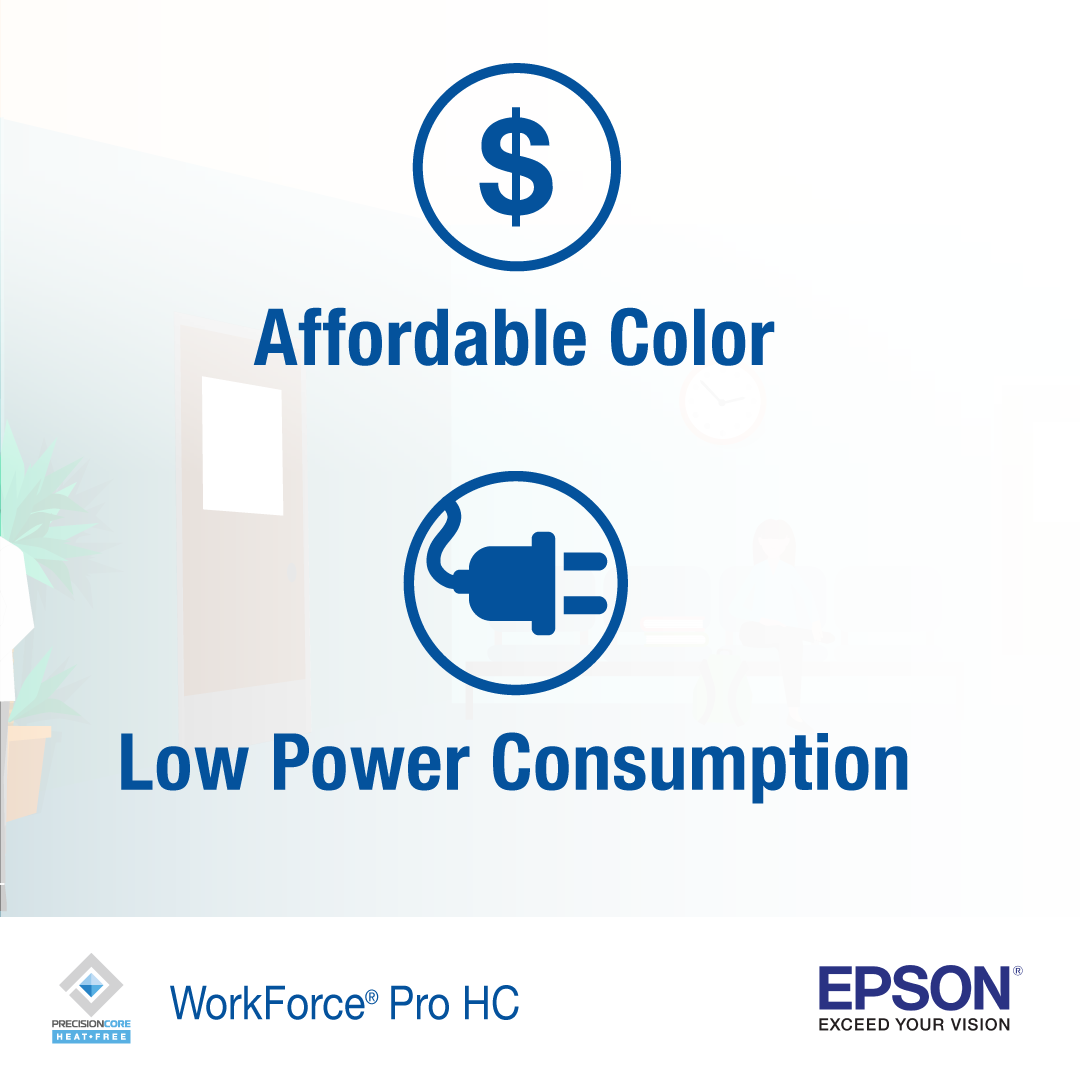 $
Affordable Color
Low Power Consumption
PRECISIONCORE
HEAT•FREE
WorkForce® Pro HC
EPSON®
EXCEED YOUR VISION